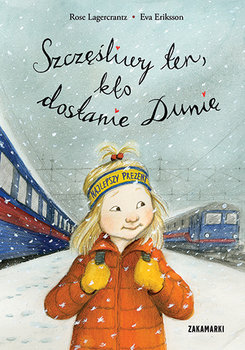 Rose Lagercrantz • Eva Eriksson
Szczęśliwy ten,
kto
dostanie Dunię
NAJLEPSZY PREZENT
ZAKAMARKI